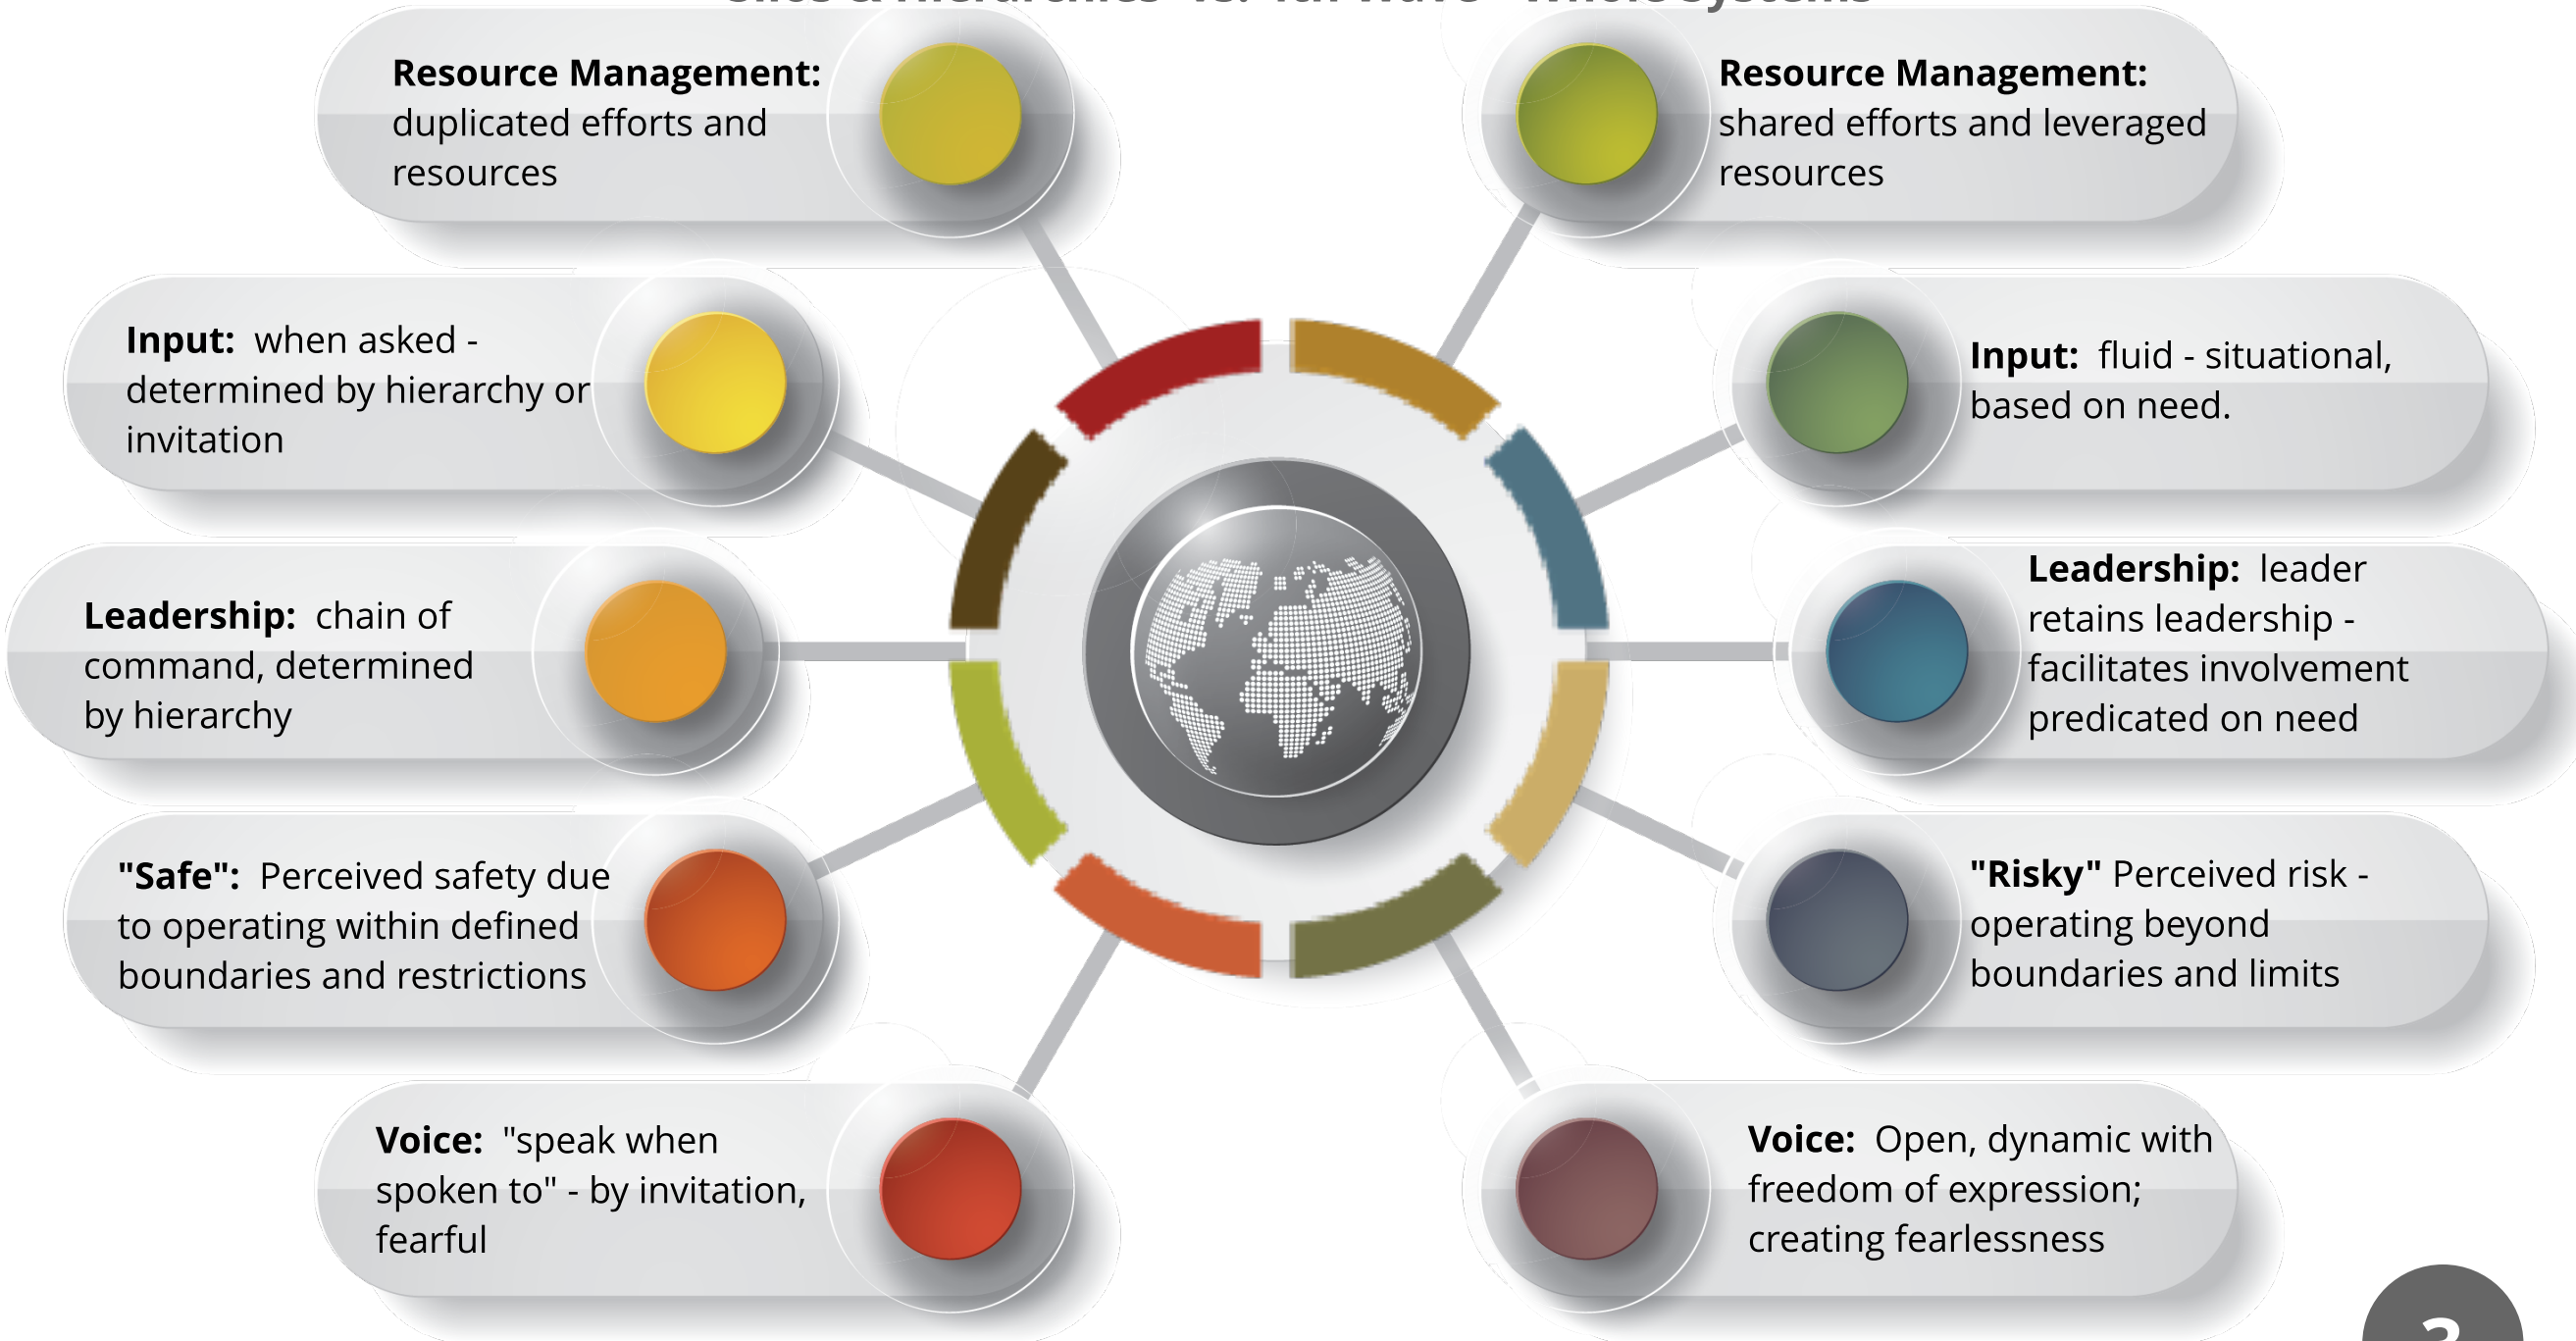 Resource Management:
duplicated efforts and
resources
Input: when asked -
determined by hierarchy or
invitation
Leadership: chain of
command, determined
by hierarchy
"Safe": Perceived safety due
to operating within defined
boundaries and restrictions
Voice: "speak when
spoken to" - by invitation,
fearful
Resource Management:
shared efforts and leveraged
resources
Input: fluid - situational,
based on need.
Leadership: leader
retains leadership -
facilitates involvement
predicated on need
"Risky" Perceived risk -
operating beyond
boundaries and limits
Voice: Open, dynamic with
freedom of expression;
creating fearlessness